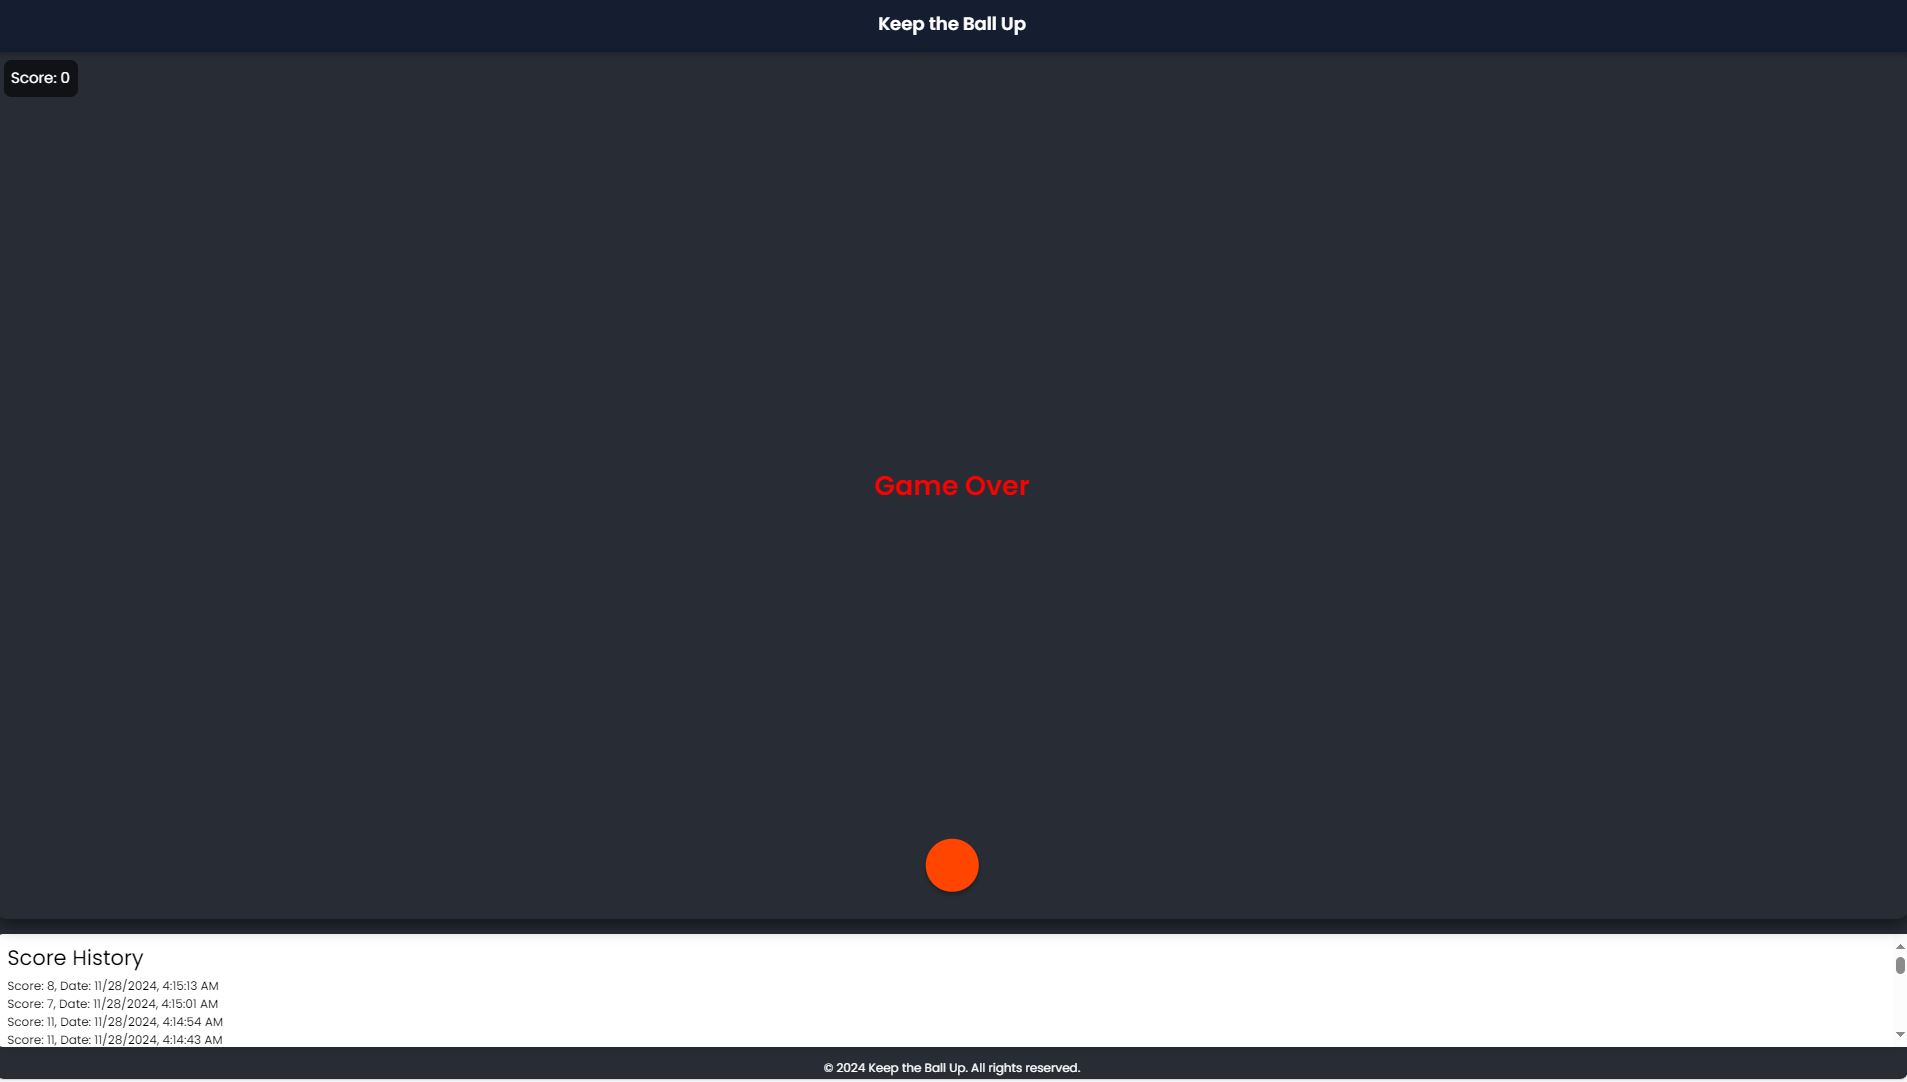 Keep the Ball Up
Score: 0
Game Over
Score History
Score: 8, Date: 11/28/2024, 4:15:13 AM
Score: 7, Date: 11/28/2024, 4:15:01 AM
Score: 11, Date: 11/28/2024, 4:14:54 AM
Score: 11, Date: 11/28/2024, 4:14:43 AM
© 2024 Keep the Ball Up. All rights reserved.